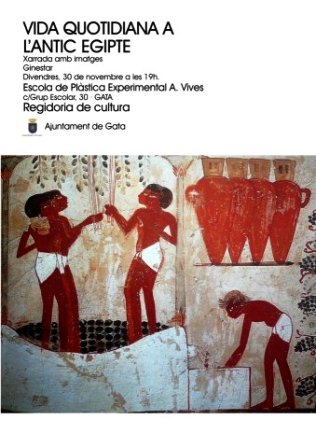 VIDA QUOTIDIANA A
L'ANTIC EGIPTE
Xarrada amb imatges
Ginestar
Divendres, 30 de novembre a les 19h.
Escola de Plàstica Experimental A. Vives
c/Grup Escolar, 30 · GATA
Regidoria de cultura
Ajuntament de Gata